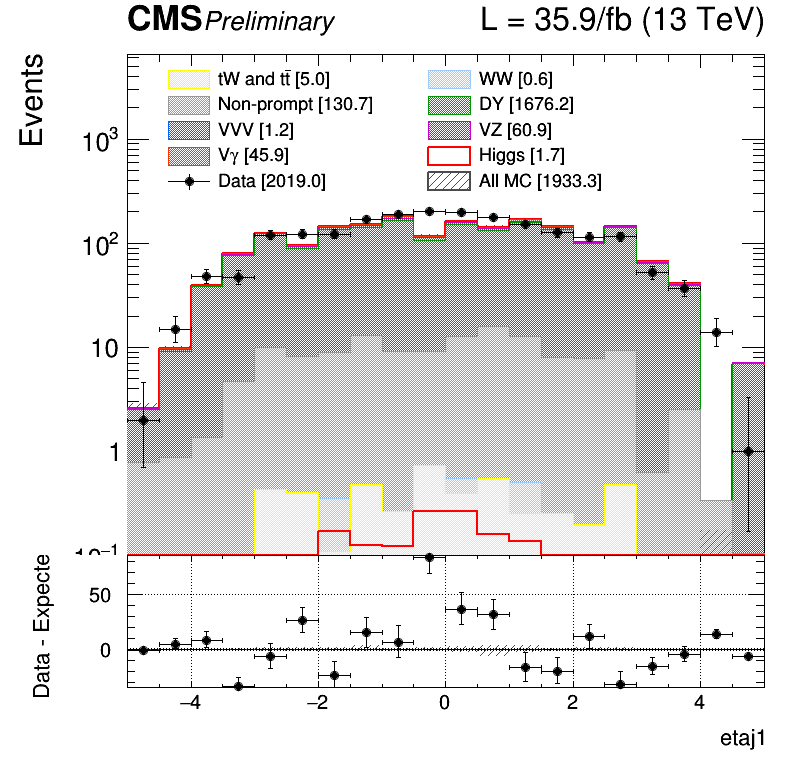 CMS Preliminary L = 35.9/fb (13 TeV)
Events
tW and tt̄ [5.0] WW [0.6]
Non-prompt [130.7] DY [1676.2]
VVV [1.2] VZ [60.9]
Vγ [45.9] Higgs [1.7]
Data [2019.0] All MC [1933.3]
10³
10²
10
1
10⁻¹
Data - Expecte
50
0
−4 −2 0 2 4
etaj1